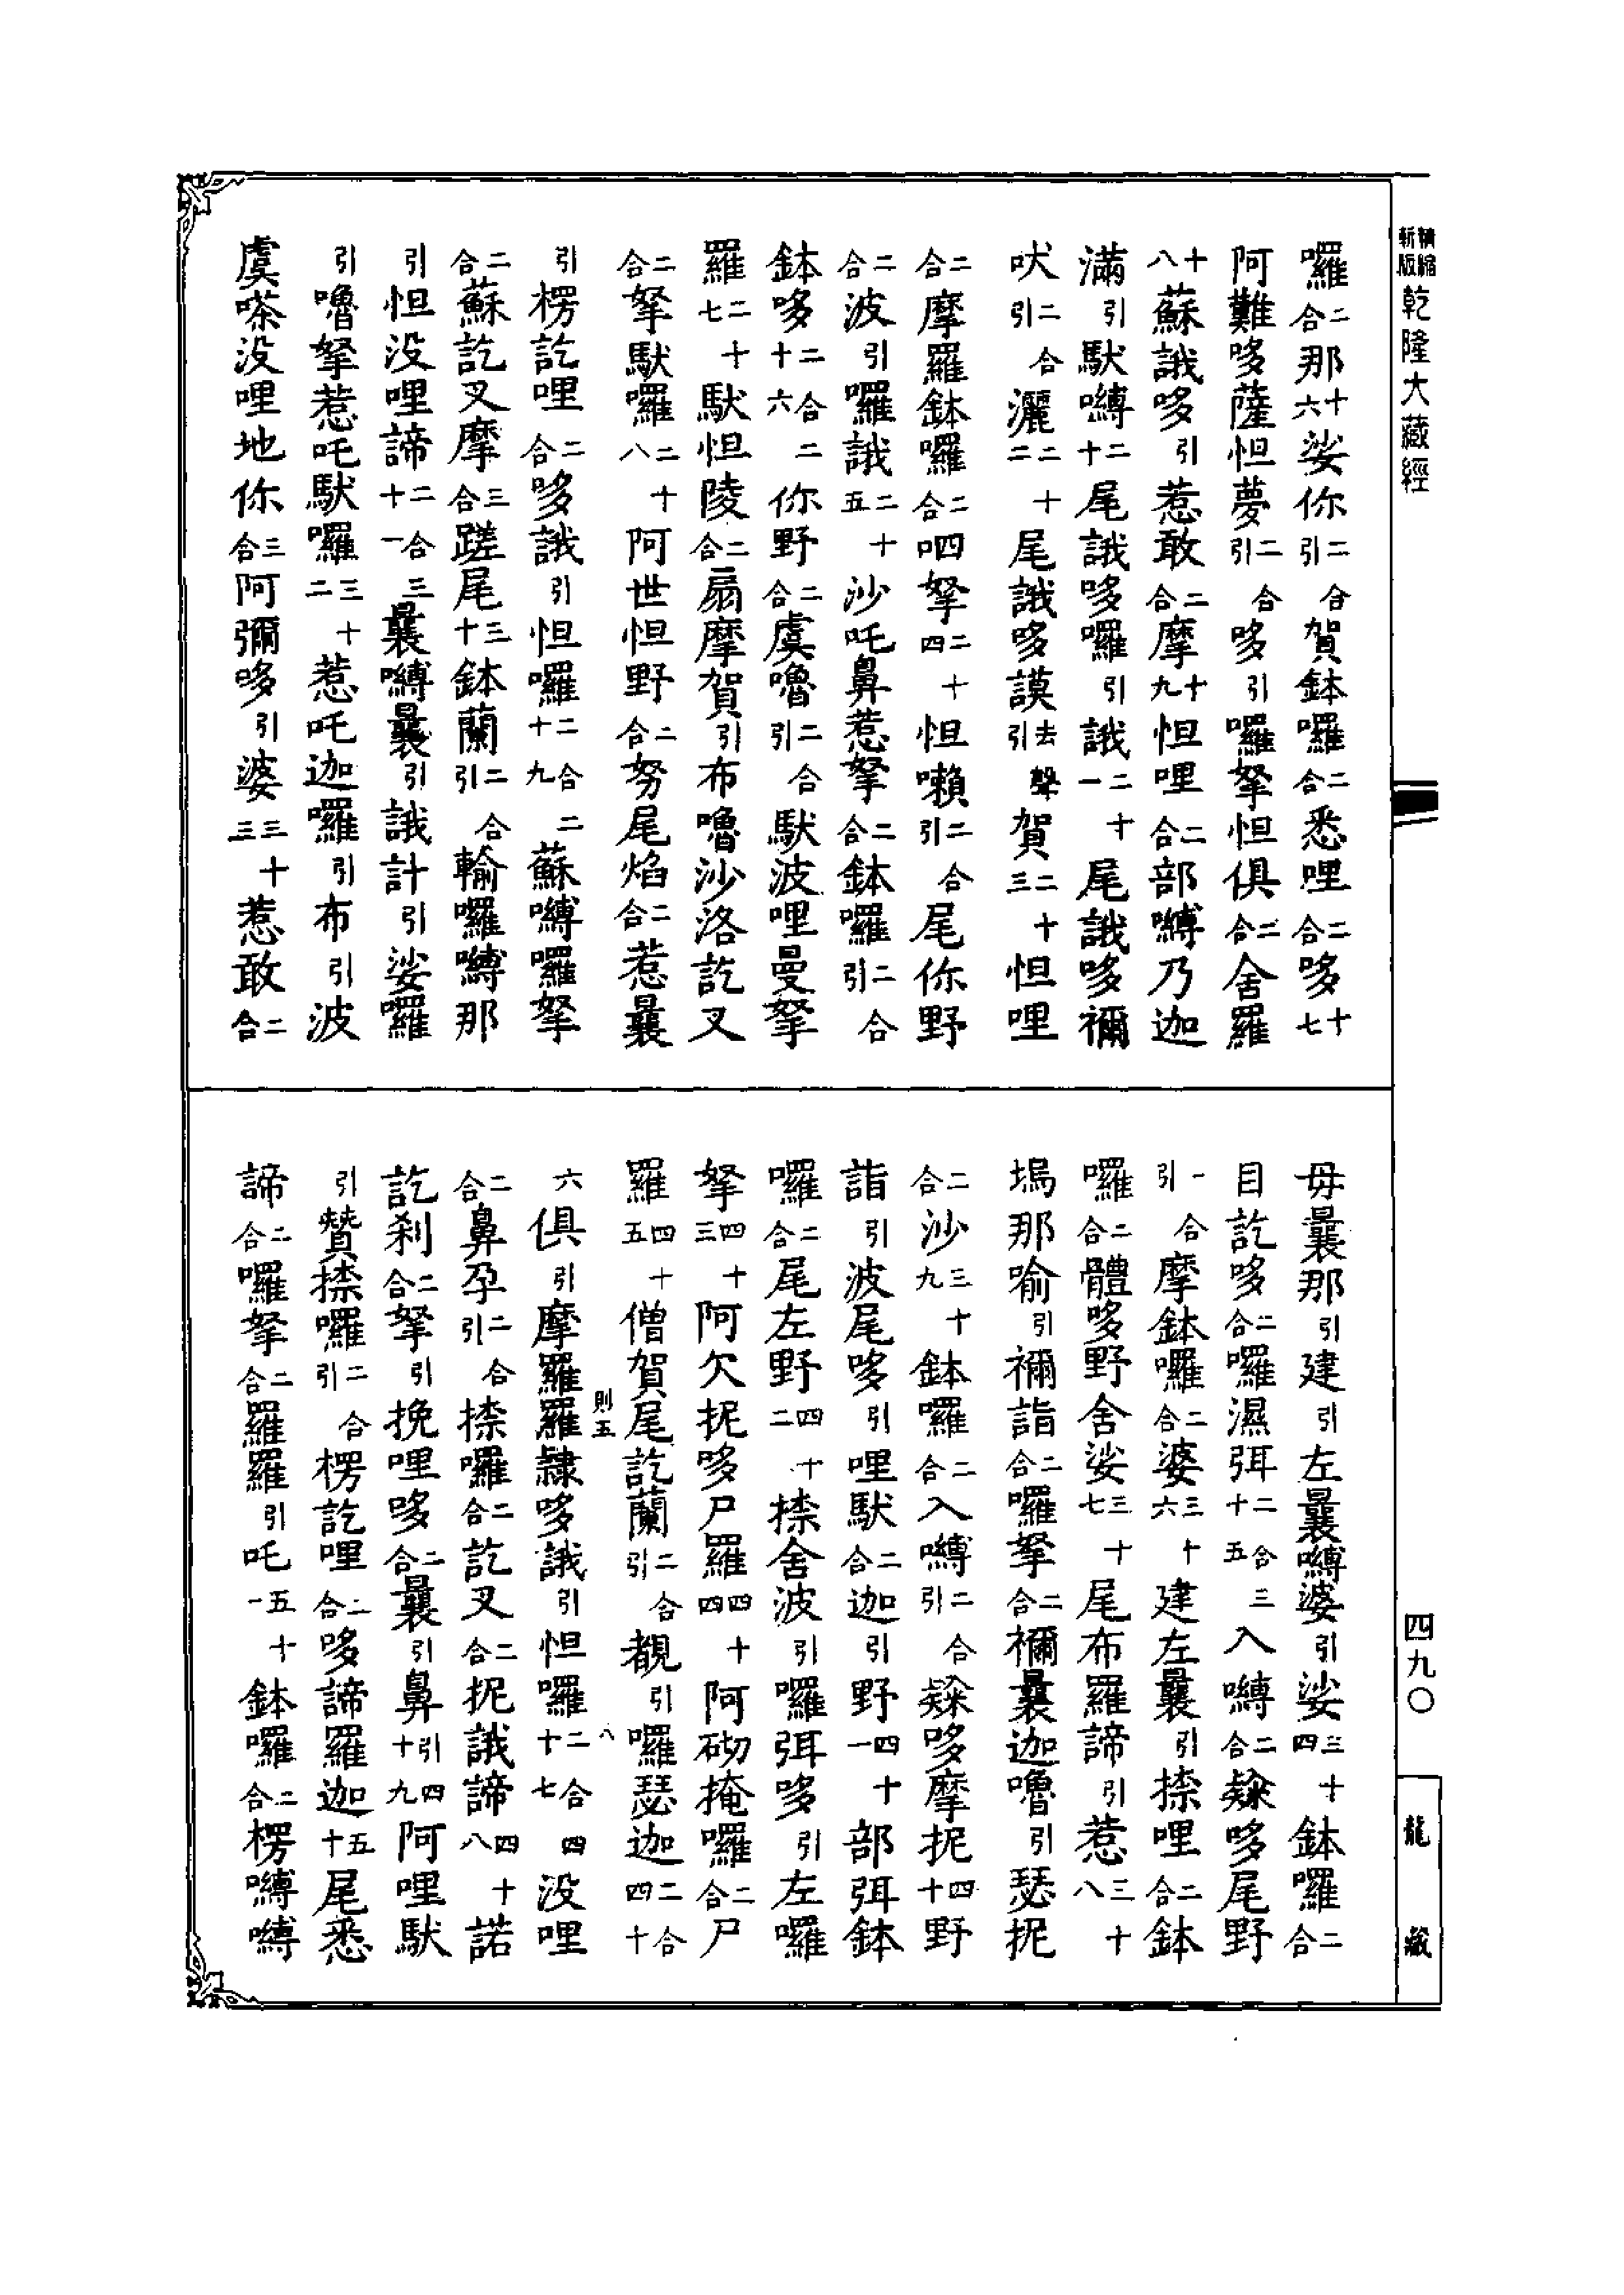 精縮新版乾隆大藏經
囉二合那十六娑你引二合賀鉢囉二合悉哩二合哆十七
阿難哆薩怛夢引二合哆引囉拏怛俱二合舍羅
十八蘇誐哆引惹敢二合摩十九怛哩二合部嚩乃迦
滿引馱嚩二十尾誐哆囉引誐二十一尾誐哆禰
吠引二合灑二十二尾誐哆謨去聲引賀二十三怛哩
二合摩羅鉢囉二合呬拏二十四怛嚩引二合尾你野
二合波引囉誐二十五沙吒鼻惹拏二合鉢囉引二合
鉢哆二合十六二你野二合虞嚕引二合馱波哩曼拏
羅二十七馱怛陵二合扇摩賀引布嚕沙洛訖叉
二合拏馱囉二十八阿世怛野二合努尾焰二合惹曩
引楞訖哩二合哆誐引怛囉二合十九二蘇嚩囉拏
二合蘇訖叉摩三合蹉尾三十鉢蘭引二合輸囉嚩那
引怛没哩諦二合十一三曩嚩曩引誐計引娑囉
引嚕拏惹吒馱囉三十二惹吒迦囉引布引波
虞嗏没哩地你三合阿彌哆引婆三十三惹敢二合
毋曩那引建引左曩嚩婆引娑三十四鉢囉二合
目訖哆二合囉濕弭二合十五三入嚩二合哆尾野
一引合摩鉢囉二合婆三十六建左曩引捺哩二合鉢
囉二合體哆野舍娑三十七尾布羅諦引惹三十八
塢那喻引禰詣二合囉拏二合禰曩迦嚕引瑟抳
二合沙三十九鉢囉二合入嚩引二合哆摩抳四十野
詣引波尾哆引哩馱二合迦引野四十一部弭鉢
囉二合尾左野四十二捺舍波引囉弭哆引左囉
拏四十三阿欠抳哆尸羅四十四阿砌掩囉二合尸
羅四十五僧賀尾訖蘭引二合覩引囉瑟迦二合四十
六俱引摩羅羅隸哆誐引怛囉二合十七四没哩
二合鼻孕引二合捺囉二合訖叉二合抳誐諦四十八諾
訖刹二合拏引挽哩哆二合曩引鼻引四十九阿哩馱
引贊捺囉引二合楞訖哩二合哆諦羅迦五十尾悉
諦二合囉拏二合羅羅引吒五十一鉢囉二合楞嚩嚩
則五
四九〇
龍藏